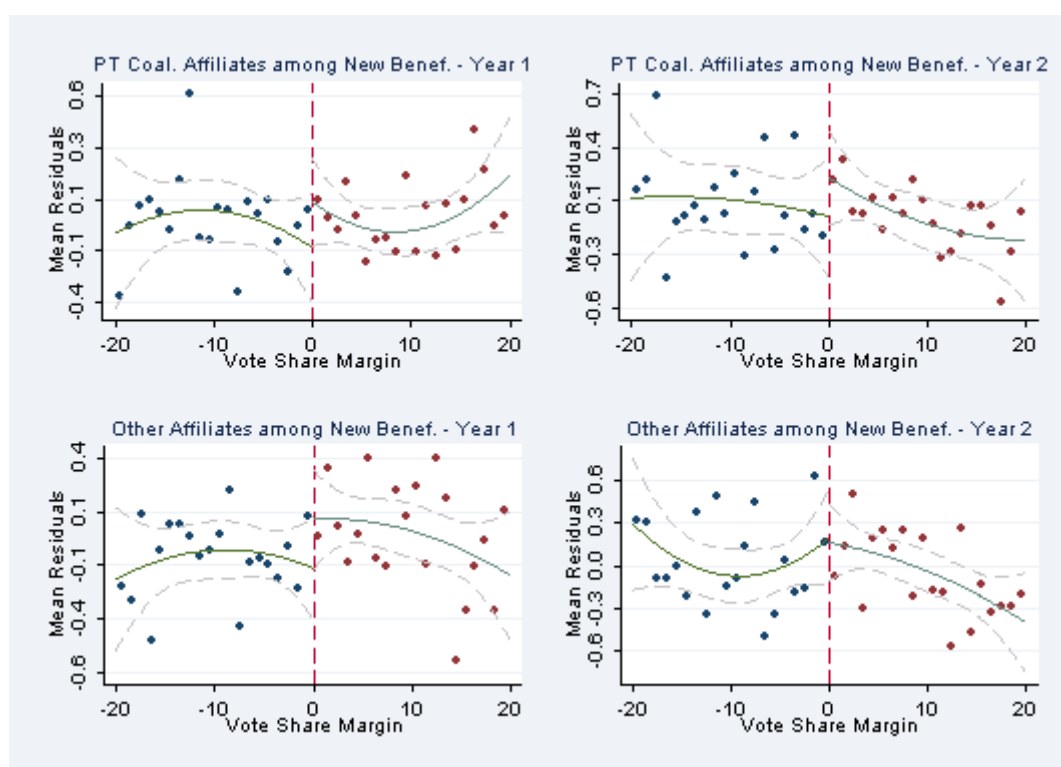 PT Coal. Affiliates among New Benef. - Year 1
Mean Residuals
0.6
0.3
0.1
-0.1
-0.4
-20 -10 0 10 20
Vote Share Margin
PT Coal. Affiliates among New Benef. - Year 2
Mean Residuals
0.7
0.4
0.1
-0.3
-0.6
-20 -10 0 10 20
Vote Share Margin
Other Affiliates among New Benef. - Year 1
Mean Residuals
0.4
0.1
-0.1
-0.4
-0.6
-20 -10 0 10 20
Vote Share Margin
Other Affiliates among New Benef. - Year 2
Mean Residuals
0.6
0.3
0.0
-0.3
-0.6
-20 -10 0 10 20
Vote Share Margin